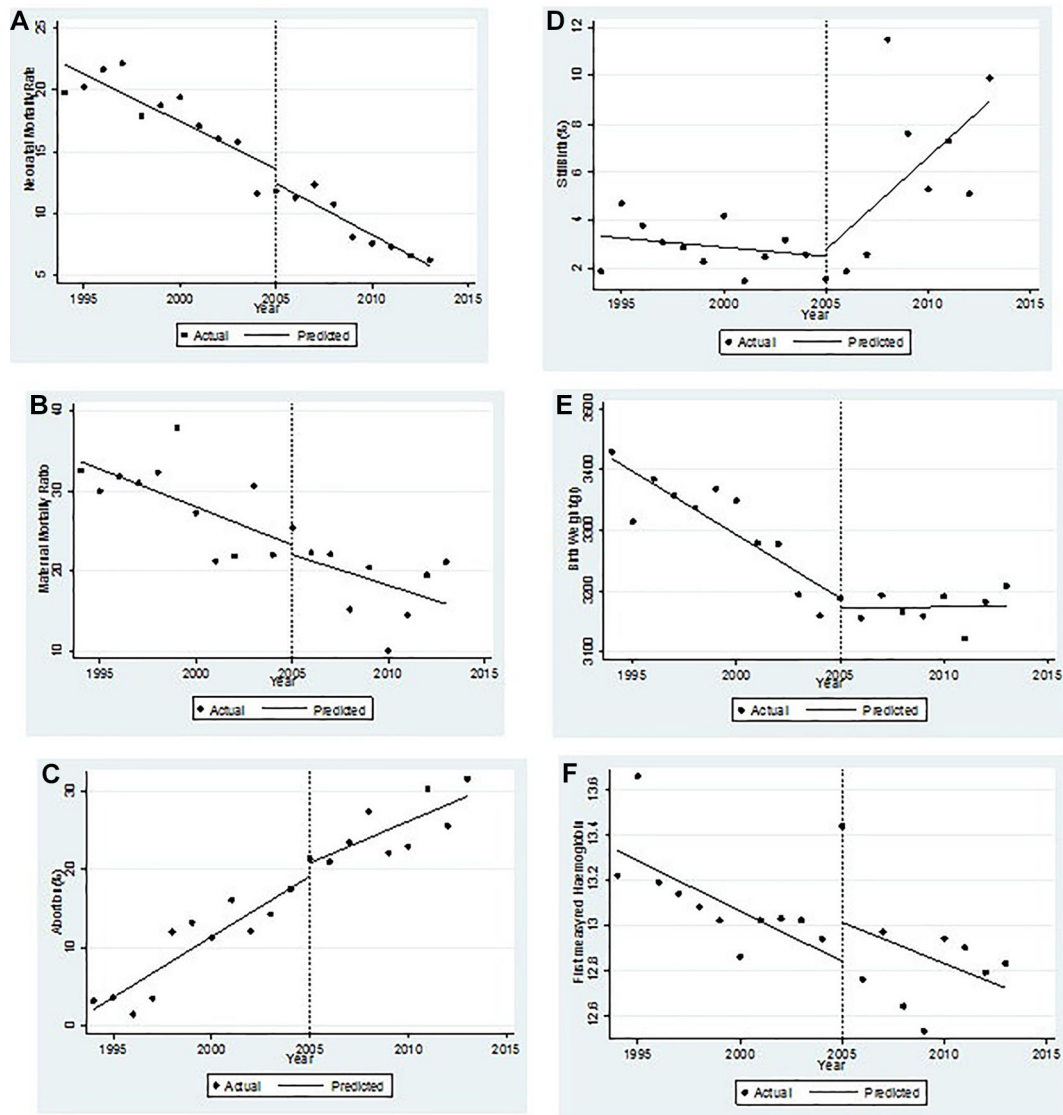 A
Neonatal Mortality Rate
25
20
15
10
5
1995 2000 2005 2010 2015
Year
Actual Predicted
B
Maternal Mortality Ratio
40
30
20
10
1995 2000 2005 2010 2015
Year
Actual Predicted
C
Abortion (%)
30
20
10
0
1995 2000 2005 2010 2015
Year
Actual Predicted
D
Still Birth (%)
12
10
8
6
4
2
1995 2000 2005 2010 2015
Year
Actual Predicted
E
Birth Weight (g)
3500
3400
3300
3200
3100
1995 2000 2005 2010 2015
Year
Actual Predicted
F
First measyred Haemoglobin
13.6
13.4
13.2
13
12.8
12.6
1995 2000 2005 2010 2015
Year
Actual Predicted